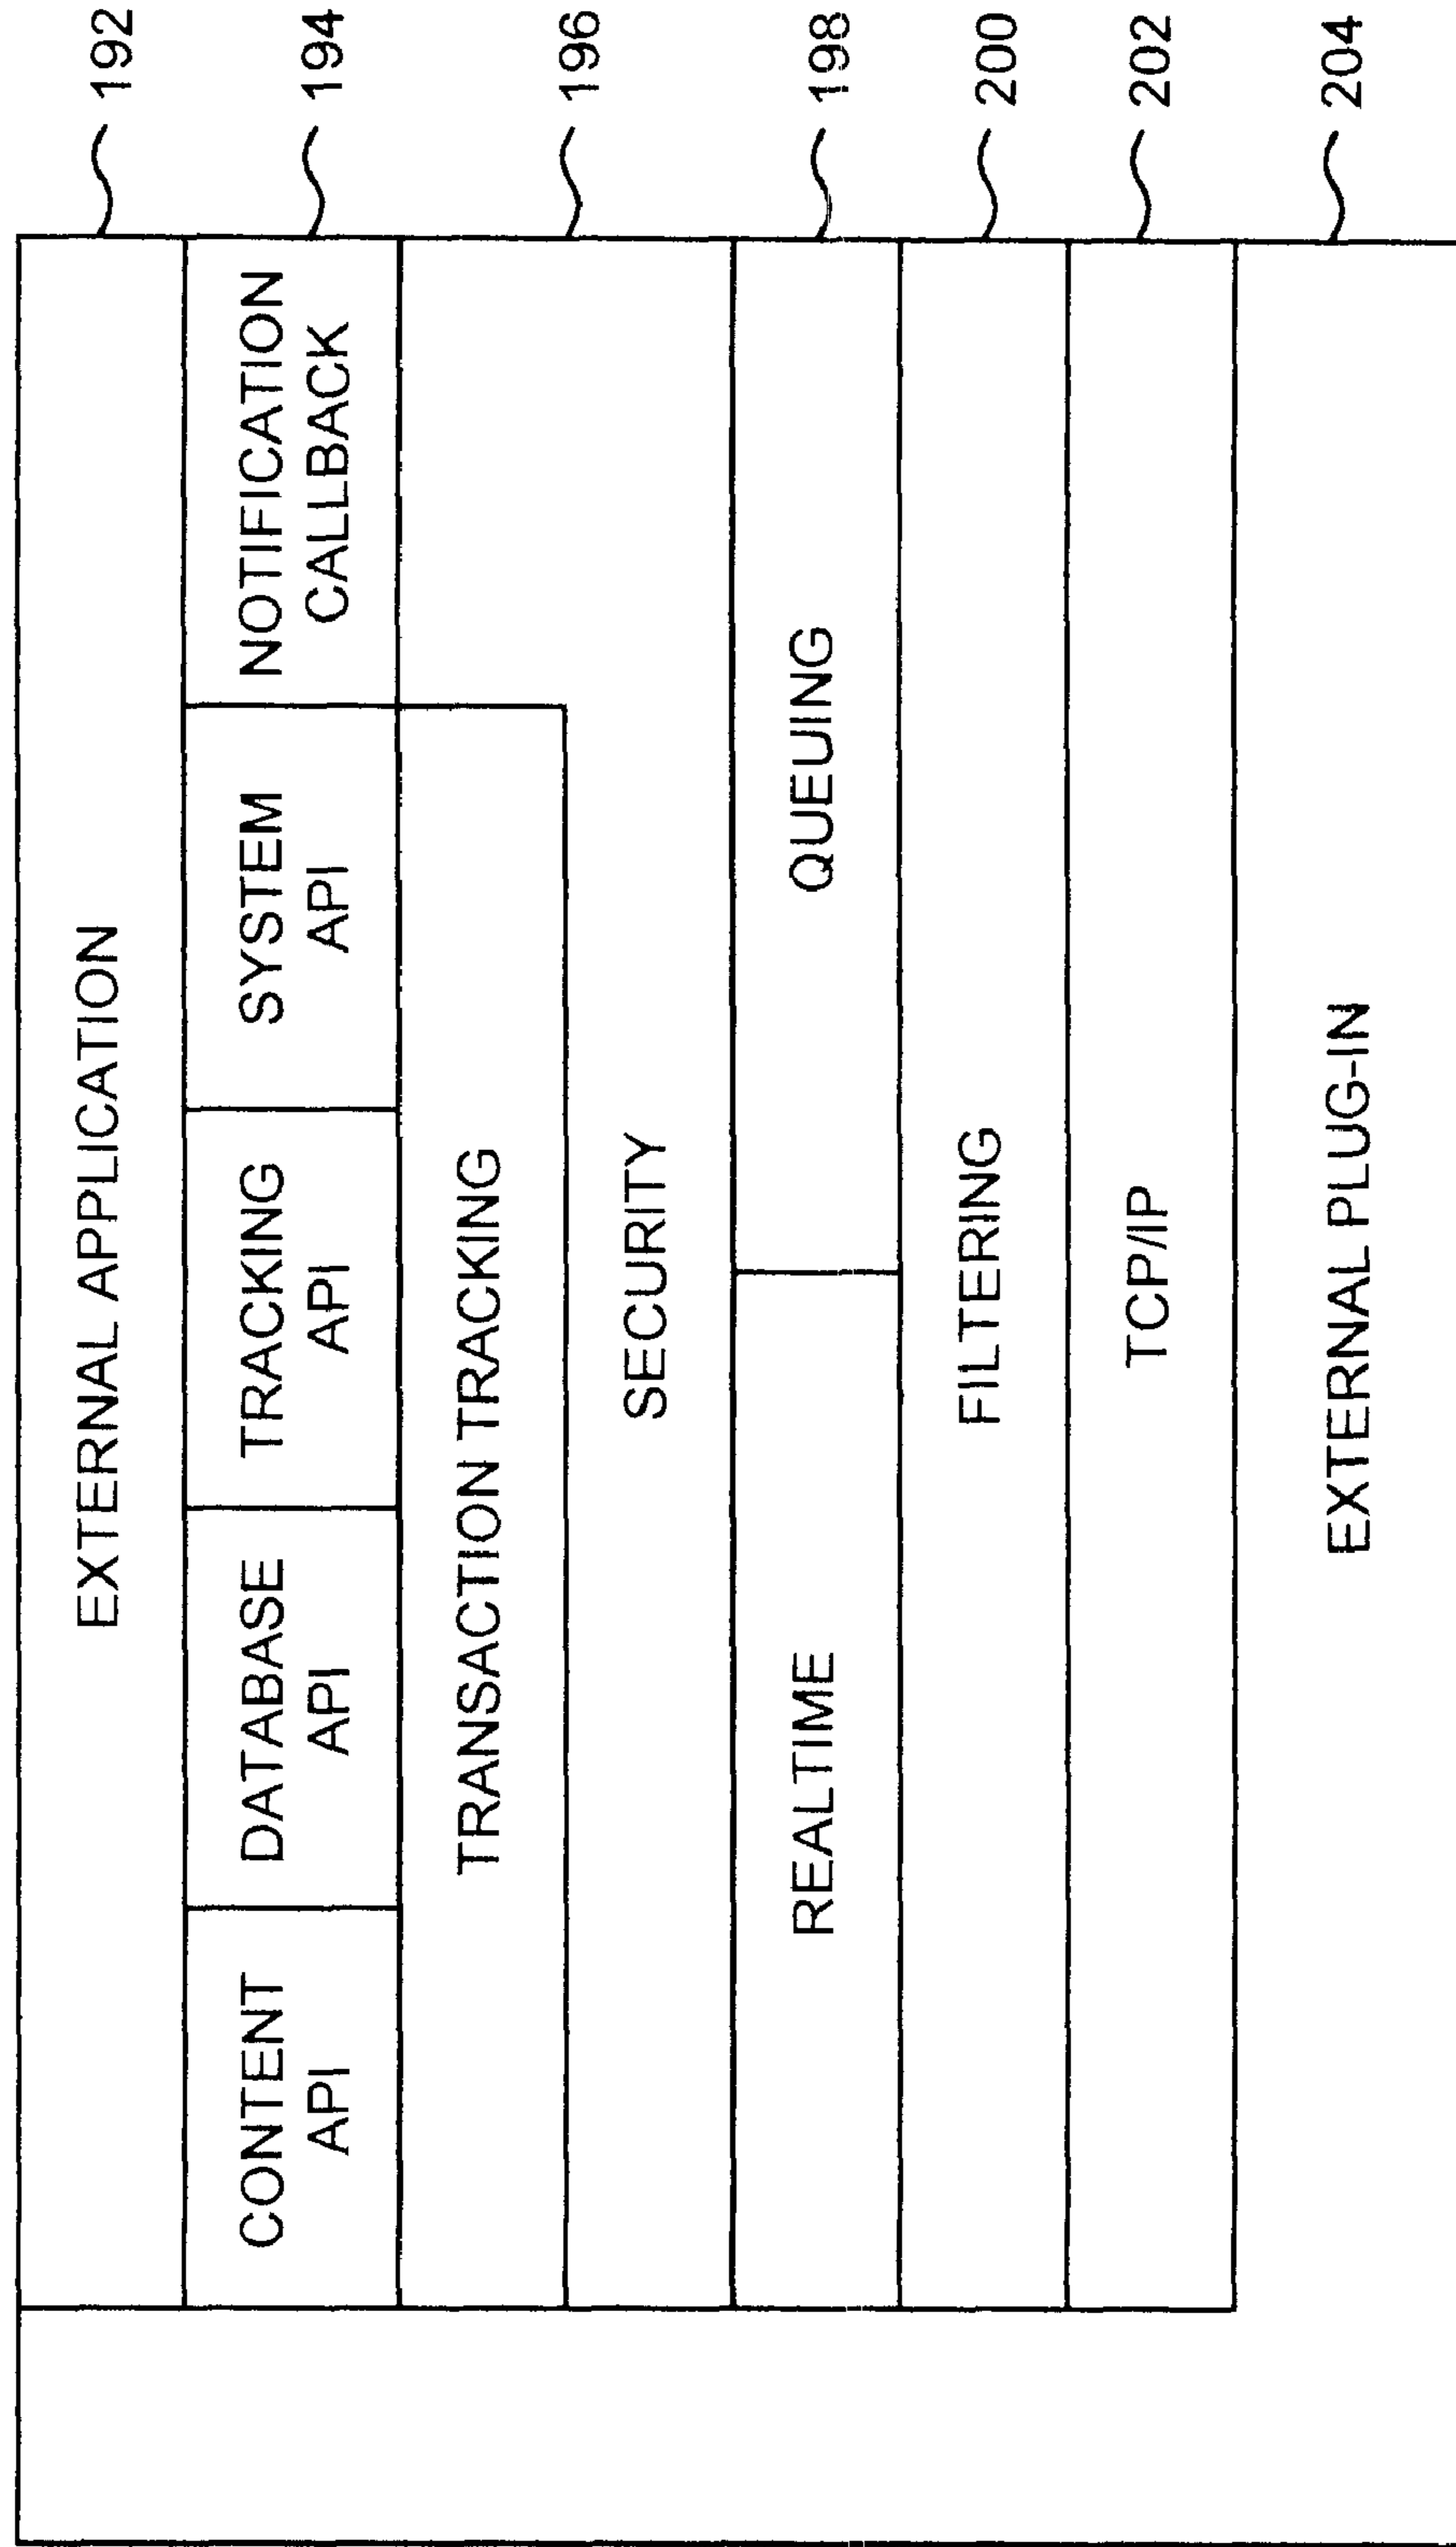 EXTERNAL APPLICATION
192
CONTENT
API
DATABASE
API
TRACKING
API
SYSTEM
API
NOTIFICATION
CALLBACK
194
TRANSACTION TRACKING
196
SECURITY
REALTIME
QUEUING
198
FILTERING
200
TCP/IP
202
EXTERNAL PLUG-IN
204